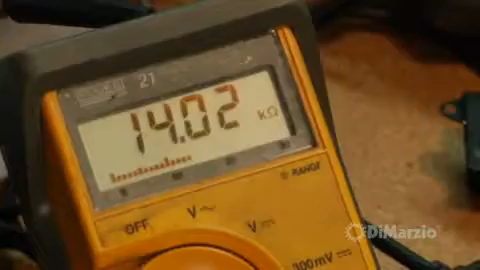 21
14.02 kΩ
RANGE
OFF
V~
V⎓
300mV⎓
DiMarzio